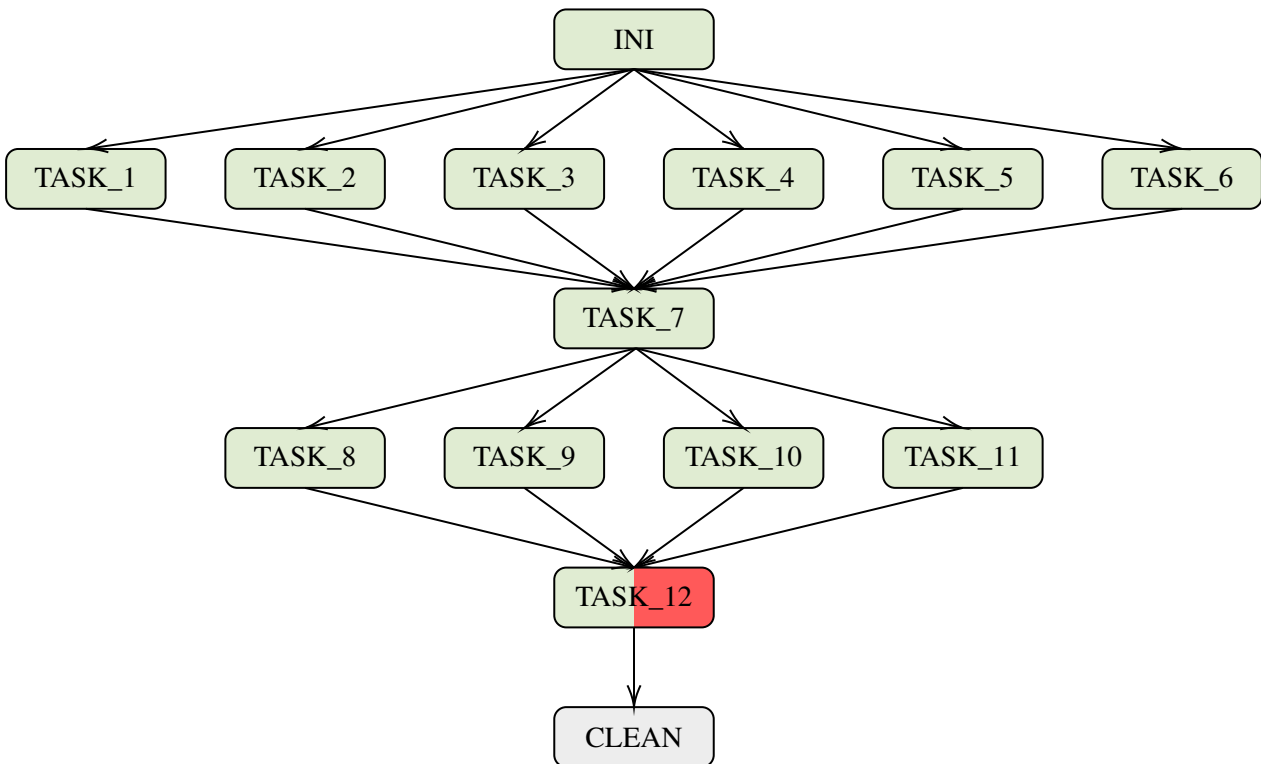 INI
TASK_1
TASK_2
TASK_3
TASK_4
TASK_5
TASK_6
TASK_7
TASK_8
TASK_9
TASK_10
TASK_11
TASK_12
CLEAN